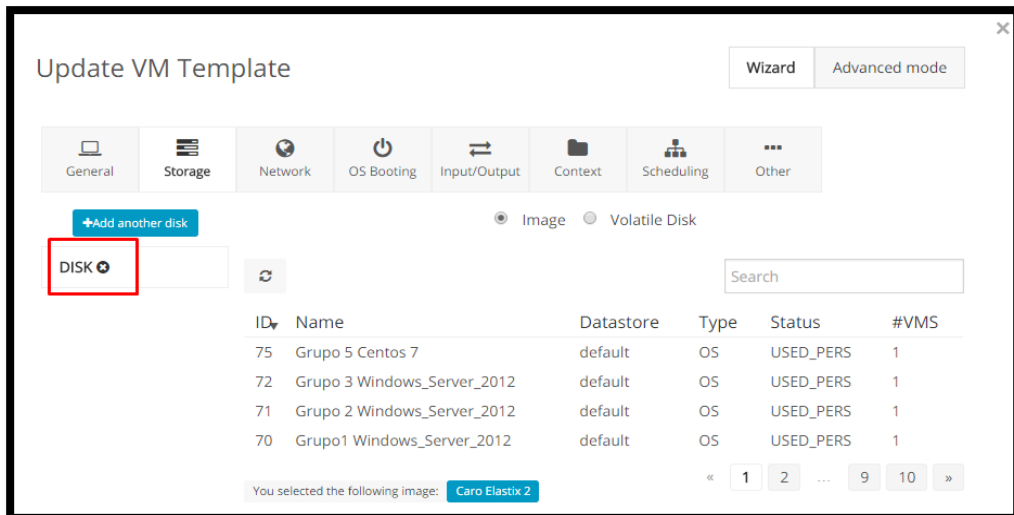 ×
Update VM Template
Wizard Advanced mode
General Storage Network OS Booting Input/Output Context Scheduling Other
+Add another disk
Image Volatile Disk
DISK
Search
ID Name Datastore Type Status #VMS
75 Grupo 5 Centos 7 default OS USED_PERS 1
72 Grupo 3 Windows_Server_2012 default OS USED_PERS 1
71 Grupo 2 Windows_Server_2012 default OS USED_PERS 1
70 Grupo1 Windows_Server_2012 default OS USED_PERS 1
« 1 2 ... 9 10 »
You selected the following image: Caro Elastix 2